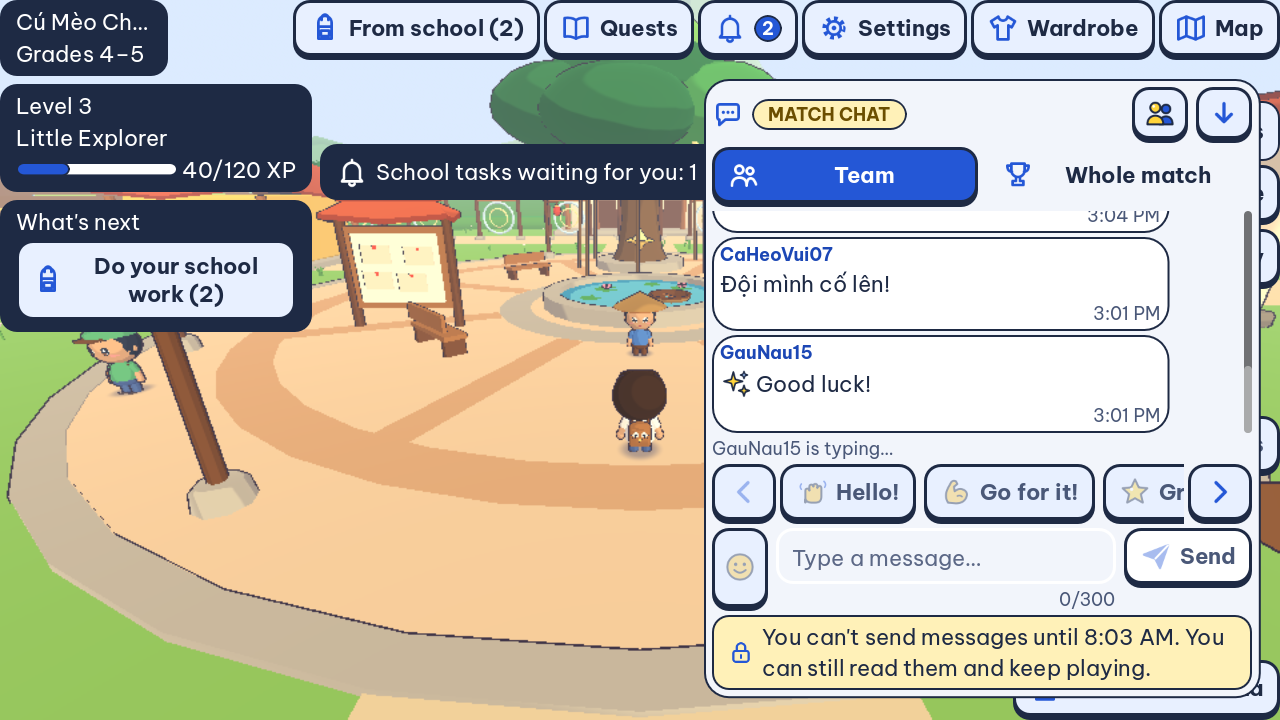 Cú Mèo Ch...
Grades 4–5
From school (2)
Quests
2
Settings
Wardrobe
Map
Level 3
Little Explorer
40/120 XP
School tasks waiting for you: 1
What's next
Do your school
work (2)
MATCH CHAT
Team
Whole match
3:04 PM
CaHeoVui07
Đội mình cố lên!
3:01 PM
GauNau15
Good luck!
3:01 PM
GauNau15 is typing...
Hello!
Go for it!
Gr
Type a message...
Send
0/300
You can't send messages until 8:03 AM. You
can still read them and keep playing.